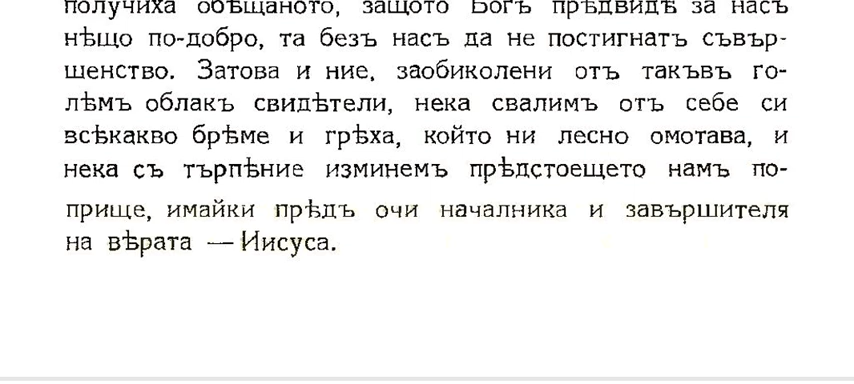 получиха обѣщаното, защото Богъ прѣдвидѣ за насъ
нѣщо по-добро, та безъ насъ да не постигнатъ съвър-
шенство. Затова и ние, заобиколени отъ такъвъ го-
лѣмъ облакъ свидѣтели, нека свалимъ отъ себе си
всѣкакво брѣме и грѣха, който ни лесно омотава, и
нека съ търпѣние изминемъ прѣдстоещето намъ по-
прище, имайки прѣдъ очи началника и завършителя
на вѣрата — Иисуса.